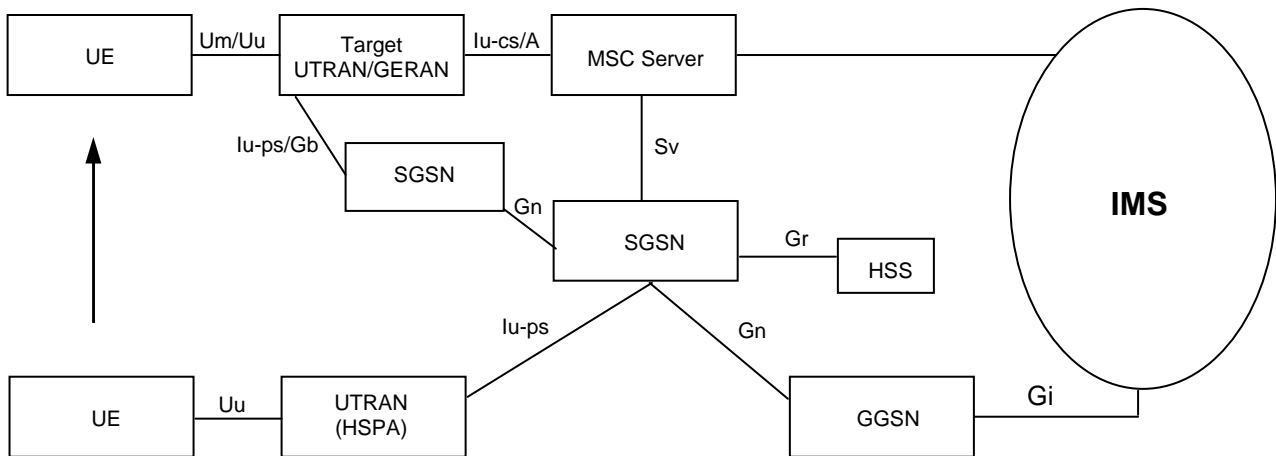 UE
Um/Uu
Target
UTRAN/GERAN
Iu-cs/A
MSC Server
Iu-ps/Gb
SGSN
Gn
Sv
SGSN
Gr
HSS
IMS
Iu-ps
Gn
UE
Uu
UTRAN
(HSPA)
GGSN
Gi